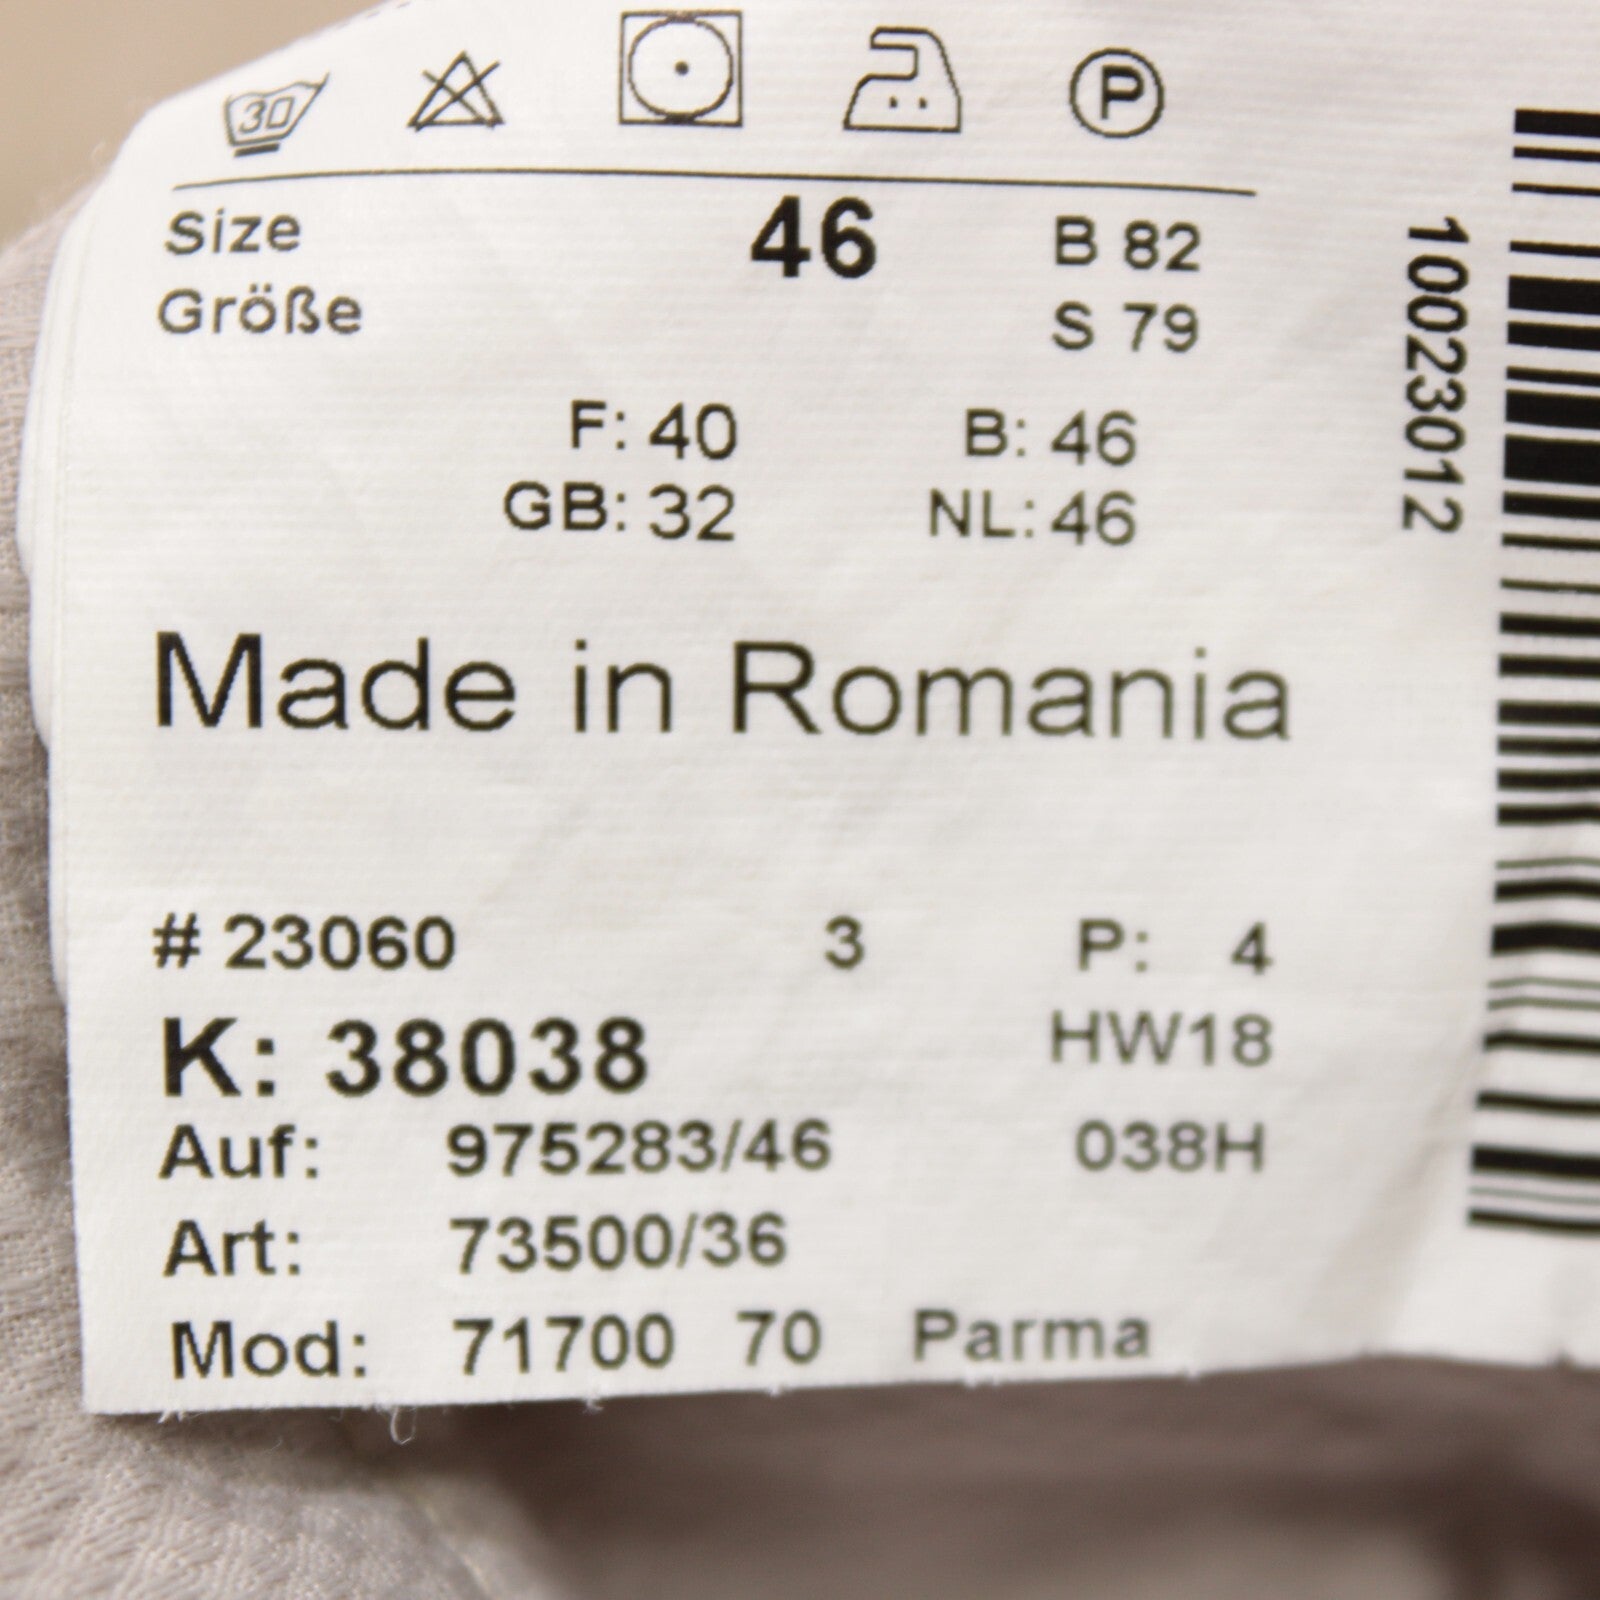 30
P
Size 46 B 82
Größe S 79
F: 40 B: 46
GB: 32 NL: 46
Made in Romania
# 23060 3 P: 4
K: 38038 HW18
Auf: 975283/46 038H
Art: 73500/36
Mod: 71700 70 Parma
10023012